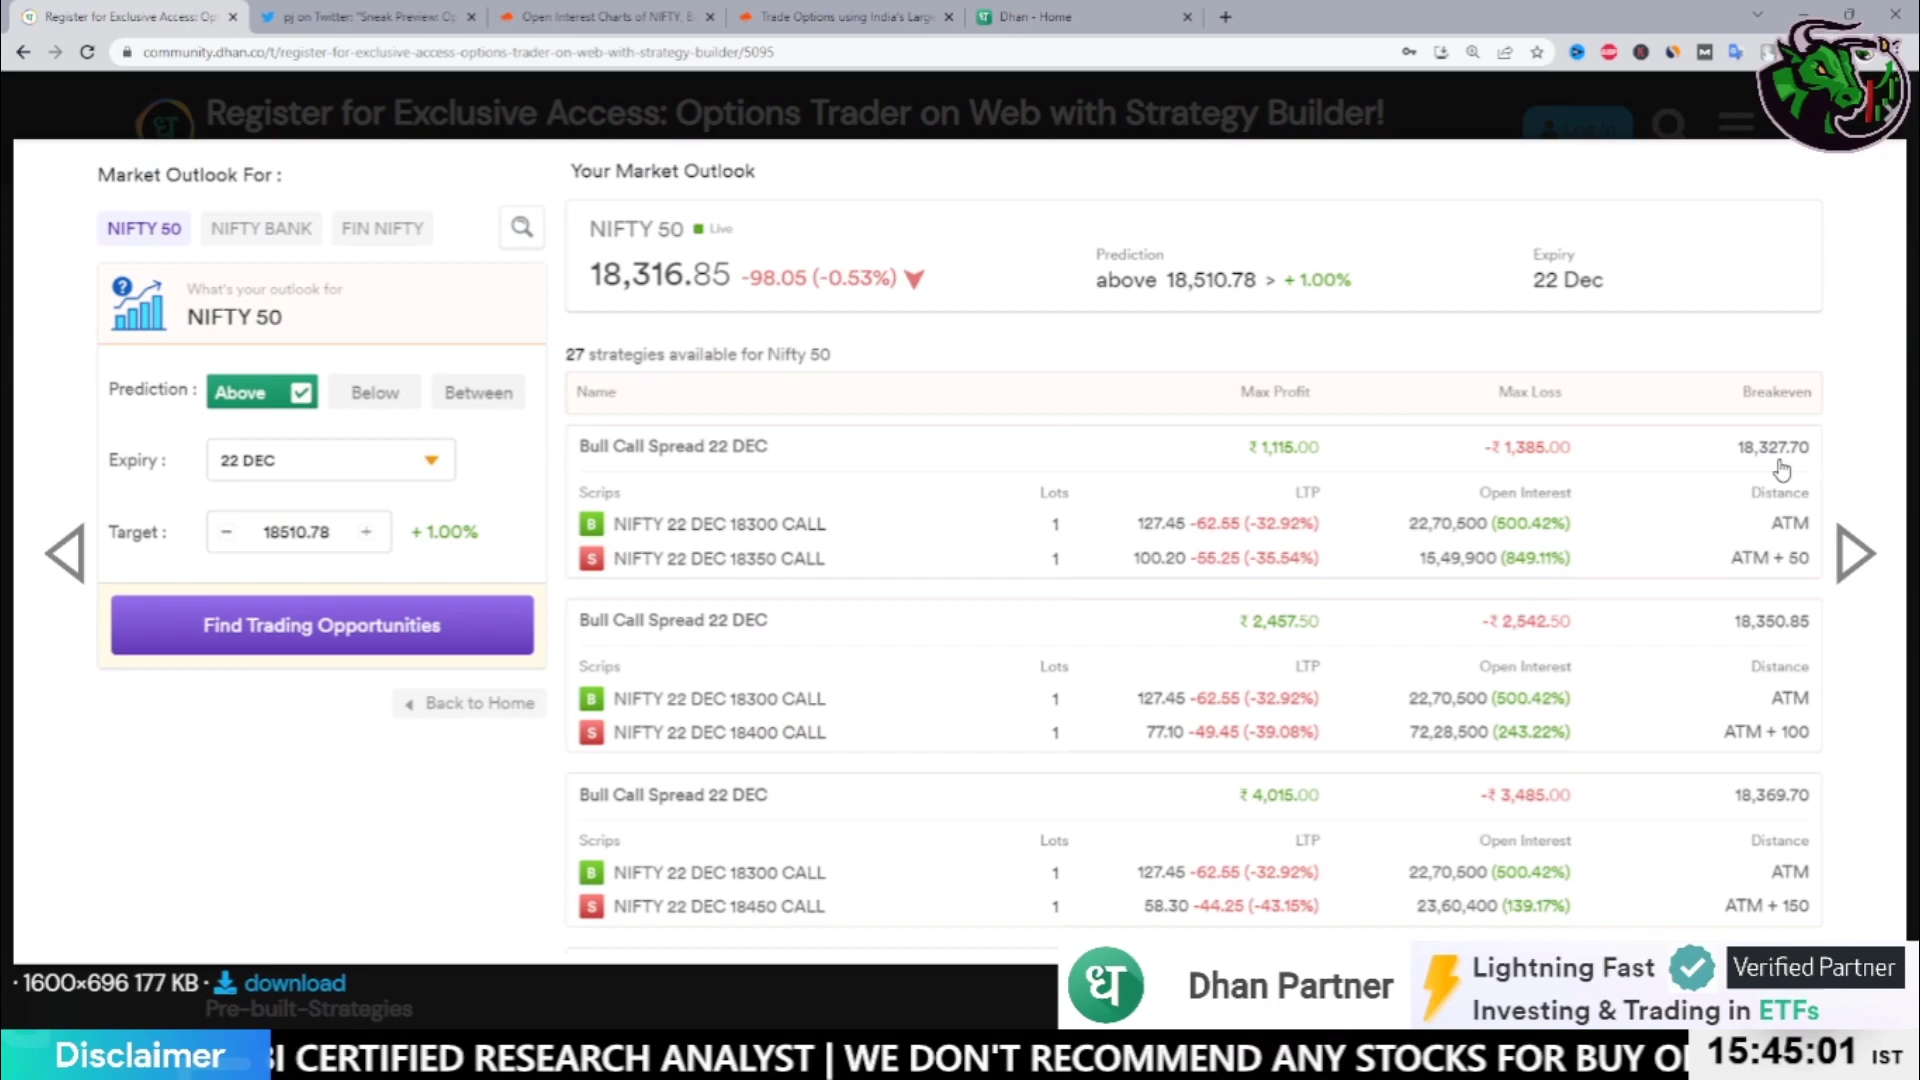 Register for Exclusive Access: Op
pj on Twitter: "Sneak Preview: Op
Open Interest Charts of NIFTY, B
Trade Options using India's Larg
Dhan - Home
community.dhan.co/t/register-for-exclusive-access-options-trader-on-web-with-strategy-builder/5095
Register for Exclusive Access: Options Trader on Web with Strategy Builder!
Log In
Market Outlook For :
NIFTY 50
NIFTY BANK
FIN NIFTY
What's your outlook for
NIFTY 50
Prediction :
Above
Below
Between
Expiry :
22 DEC
Target :
− 18510.78 +
+ 1.00%
Find Trading Opportunities
Back to Home
Your Market Outlook
NIFTY 50 Live
18,316.85 -98.05 (-0.53%)
Prediction
above 18,510.78 > + 1.00%
Expiry
22 Dec
27 strategies available for Nifty 50
Name Max Profit Max Loss Breakeven
Bull Call Spread 22 DEC ₹ 1,115.00 -₹ 1,385.00 18,327.70
Scrips Lots LTP Open Interest Distance
B NIFTY 22 DEC 18300 CALL 1 127.45 -62.55 (-32.92%) 22,70,500 (500.42%) ATM
S NIFTY 22 DEC 18350 CALL 1 100.20 -55.25 (-35.54%) 15,49,900 (849.11%) ATM + 50
Bull Call Spread 22 DEC ₹ 2,457.50 -₹ 2,542.50 18,350.85
Scrips Lots LTP Open Interest Distance
B NIFTY 22 DEC 18300 CALL 1 127.45 -62.55 (-32.92%) 22,70,500 (500.42%) ATM
S NIFTY 22 DEC 18400 CALL 1 77.10 -49.45 (-39.08%) 72,28,500 (243.22%) ATM + 100
Bull Call Spread 22 DEC ₹ 4,015.00 -₹ 3,485.00 18,369.70
Scrips Lots LTP Open Interest Distance
B NIFTY 22 DEC 18300 CALL 1 127.45 -62.55 (-32.92%) 22,70,500 (500.42%) ATM
S NIFTY 22 DEC 18450 CALL 1 58.30 -44.25 (-43.15%) 23,60,400 (139.17%) ATM + 150
· 1600×696 177 KB · download
Pre-built-Strategies
ध Dhan Partner
Lightning Fast
Verified Partner
Investing & Trading in ETFs
Disclaimer
BI CERTIFIED RESEARCH ANALYST | WE DON'T RECOMMEND ANY STOCKS FOR BUY O
15:45:01 IST